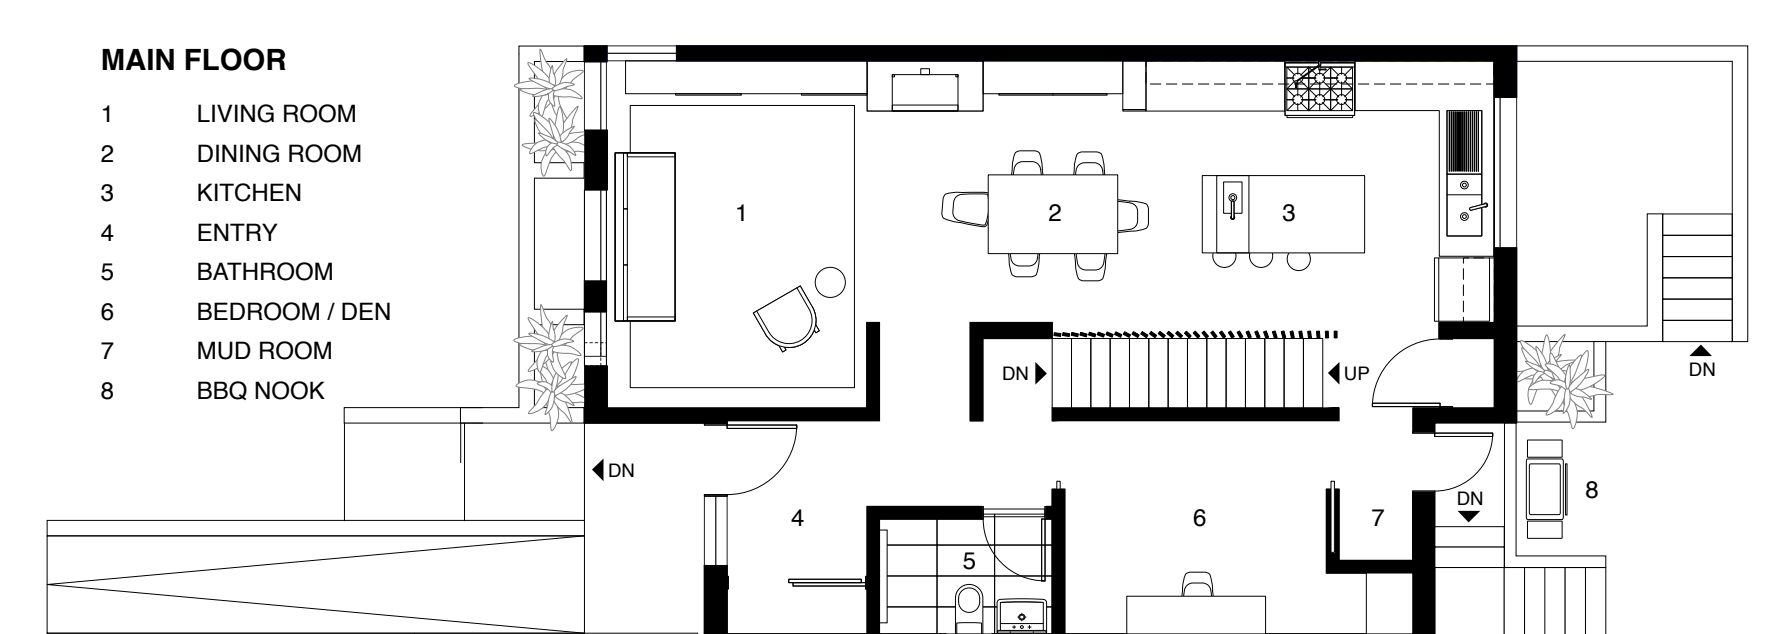 MAIN FLOOR
1 LIVING ROOM
2 DINING ROOM
3 KITCHEN
4 ENTRY
5 BATHROOM
6 BEDROOM / DEN
7 MUD ROOM
8 BBQ NOOK
1
2
3
DN
UP
DN
DN
8
DN
4
6
7
5